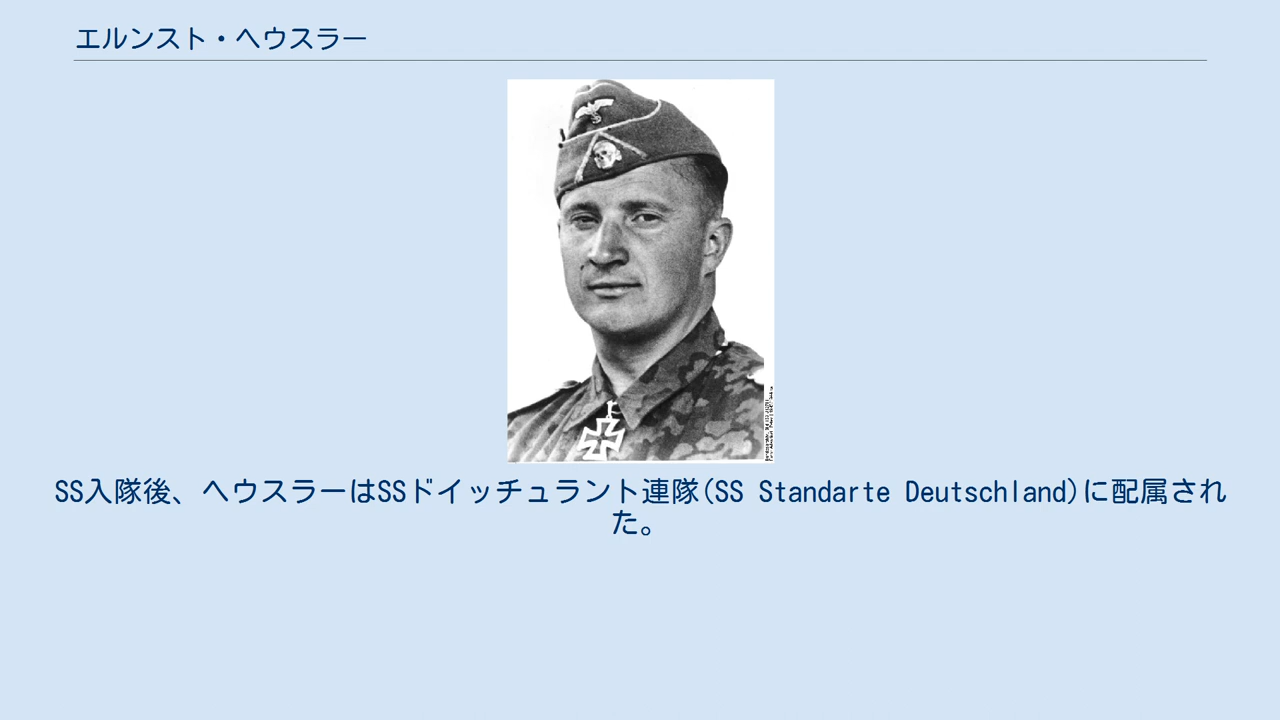 エルンスト・ヘウスラー
SS入隊後、ヘウスラーはSSドイッチュラント連隊(SS Standarte Deutschland)に配属され
た。